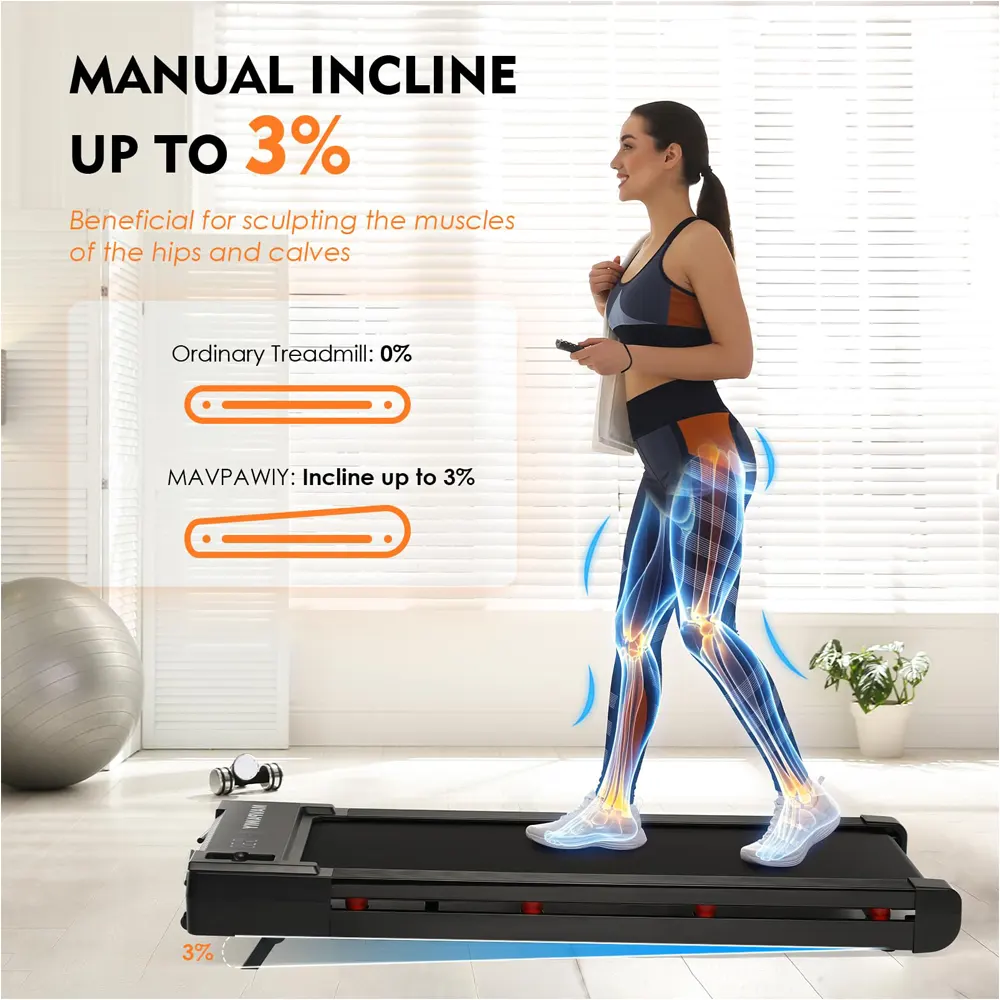 MANUAL INCLINE
UP TO 3%
Beneficial for sculpting the muscles
of the hips and calves
Ordinary Treadmill: 0%
MAVPAWIY: Incline up to 3%
MAVPAWIY
3%